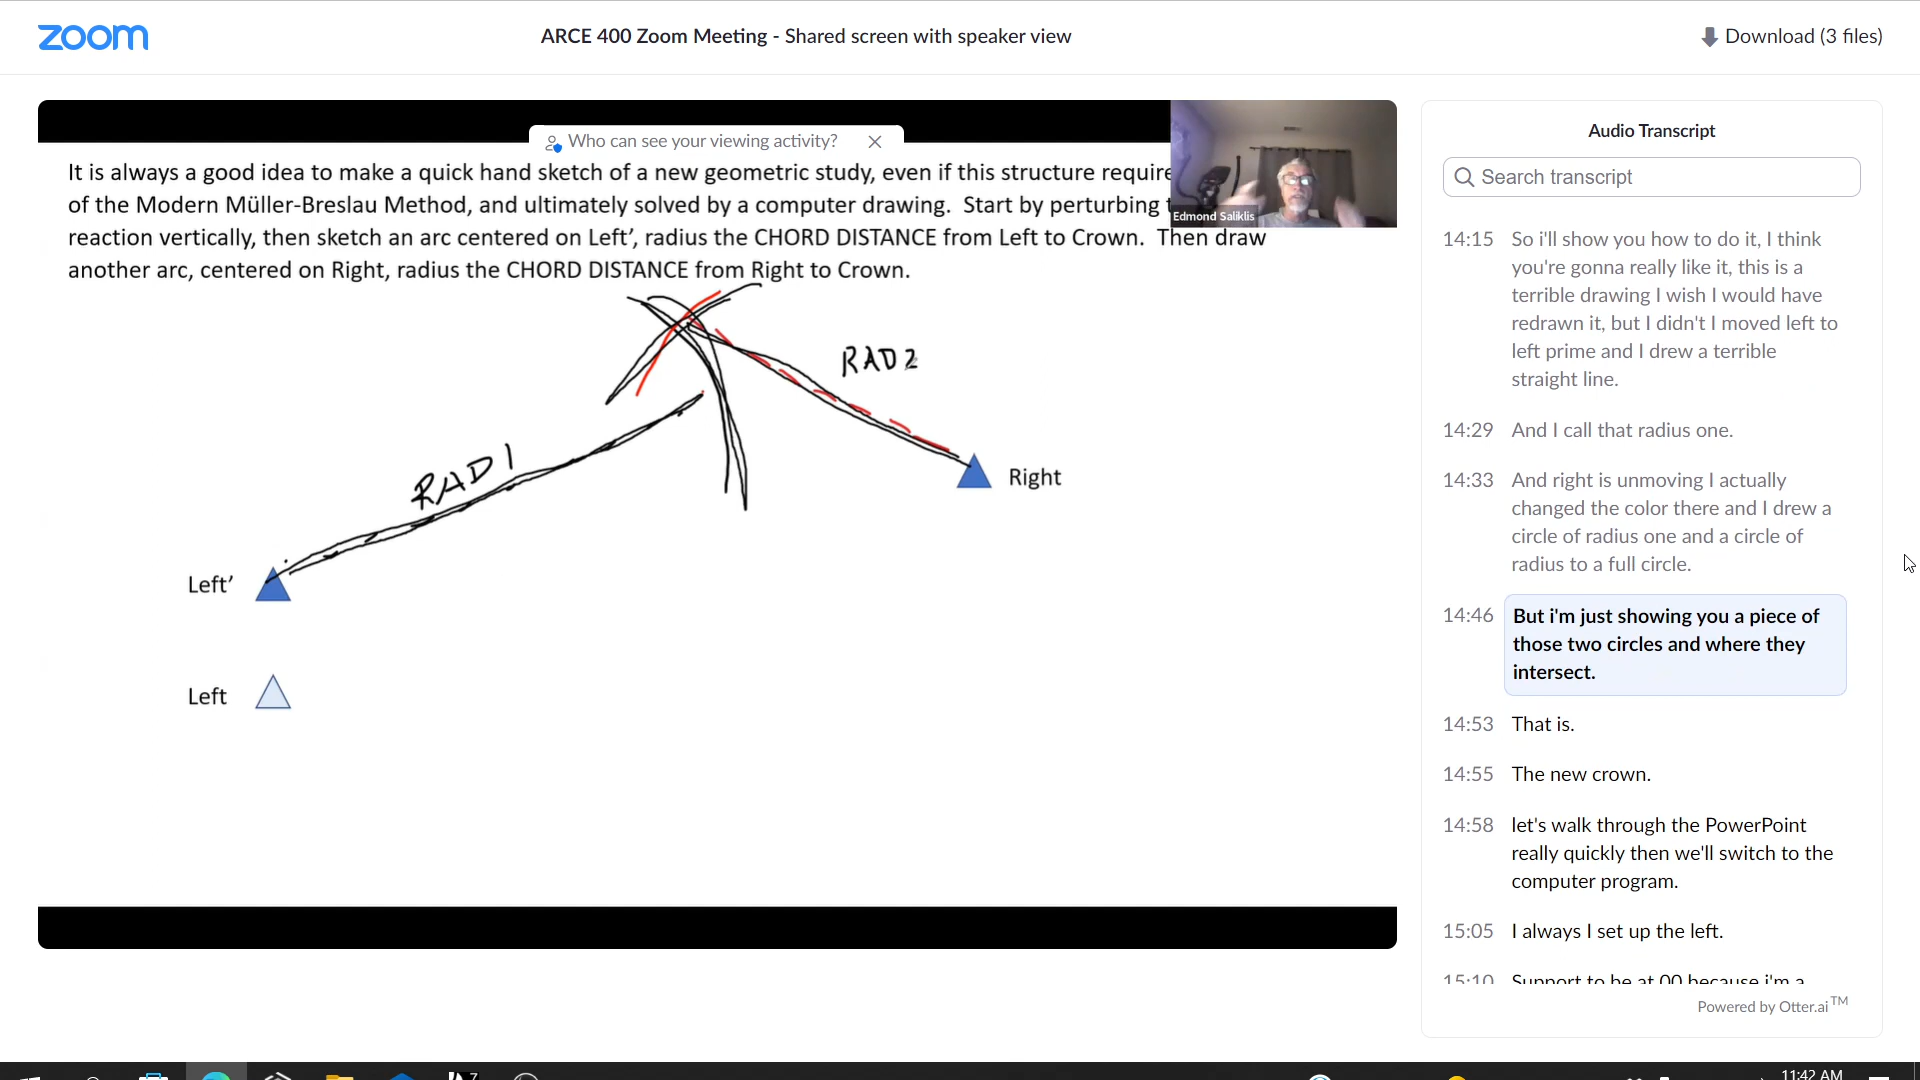 zoom
ARCE 400 Zoom Meeting - Shared screen with speaker view
Download (3 files)
Who can see your viewing activity?
It is always a good idea to make a quick hand sketch of a new geometric study, even if this structure require
of the Modern Müller-Breslau Method, and ultimately solved by a computer drawing. Start by perturbing
reaction vertically, then sketch an arc centered on Left’, radius the CHORD DISTANCE from Left to Crown. Then draw
another arc, centered on Right, radius the CHORD DISTANCE from Right to Crown.
Edmond Saliklis
RAD 2
RAD 1
Right
Left’
Left
Audio Transcript
Search transcript
14:15 So i'll show you how to do it, I think
you're gonna really like it, this is a
terrible drawing I wish I would have
redrawn it, but I didn't I moved left to
left prime and I drew a terrible
straight line.
14:29 And I call that radius one.
14:33 And right is unmoving I actually
changed the color there and I drew a
circle of radius one and a circle of
radius to a full circle.
14:46 But i'm just showing you a piece of
those two circles and where they
intersect.
14:53 That is.
14:55 The new crown.
14:58 let's walk through the PowerPoint
really quickly then we'll switch to the
computer program.
15:05 I always I set up the left.
15:10 Support to be at 00 because i'm a
Powered by Otter.ai™
11:42 AM